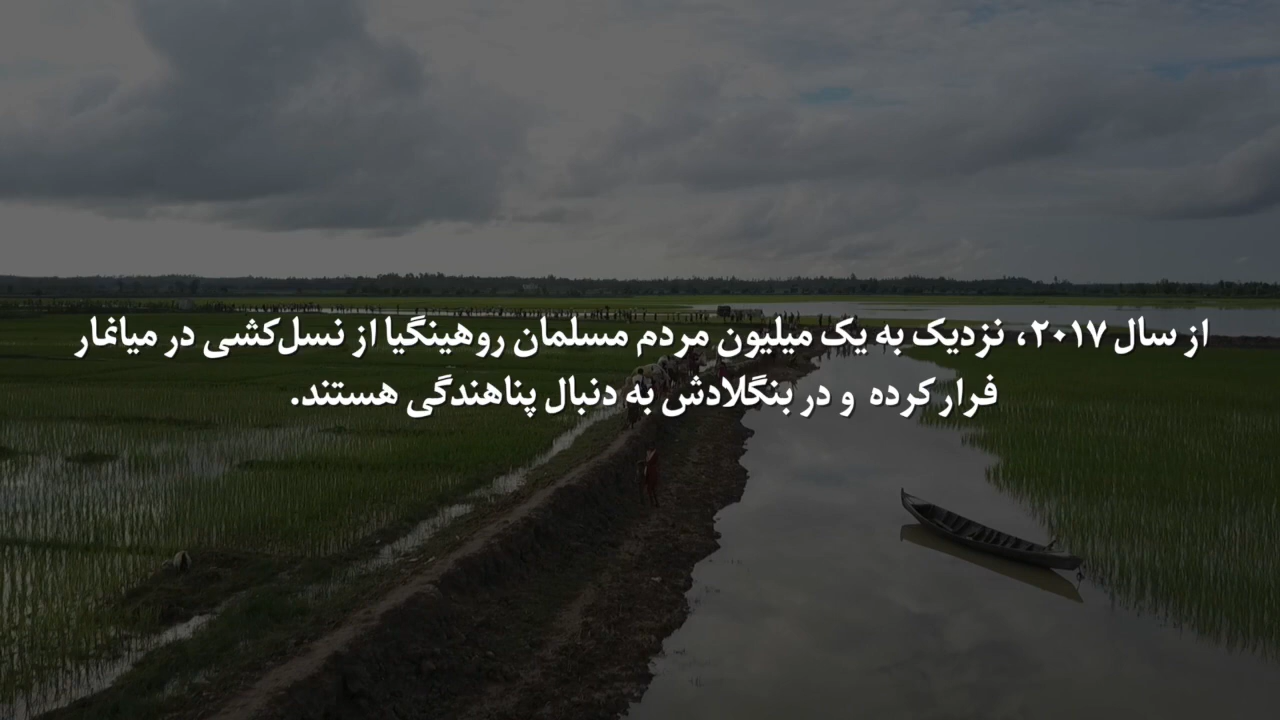 از سال ۲۰۱۷، نزدیک به یک میلیون مردم مسلمان روهینگیا از نسل‌کشی در میانمار
فرار کرده و در بنگلادش به دنبال پناهندگی هستند.